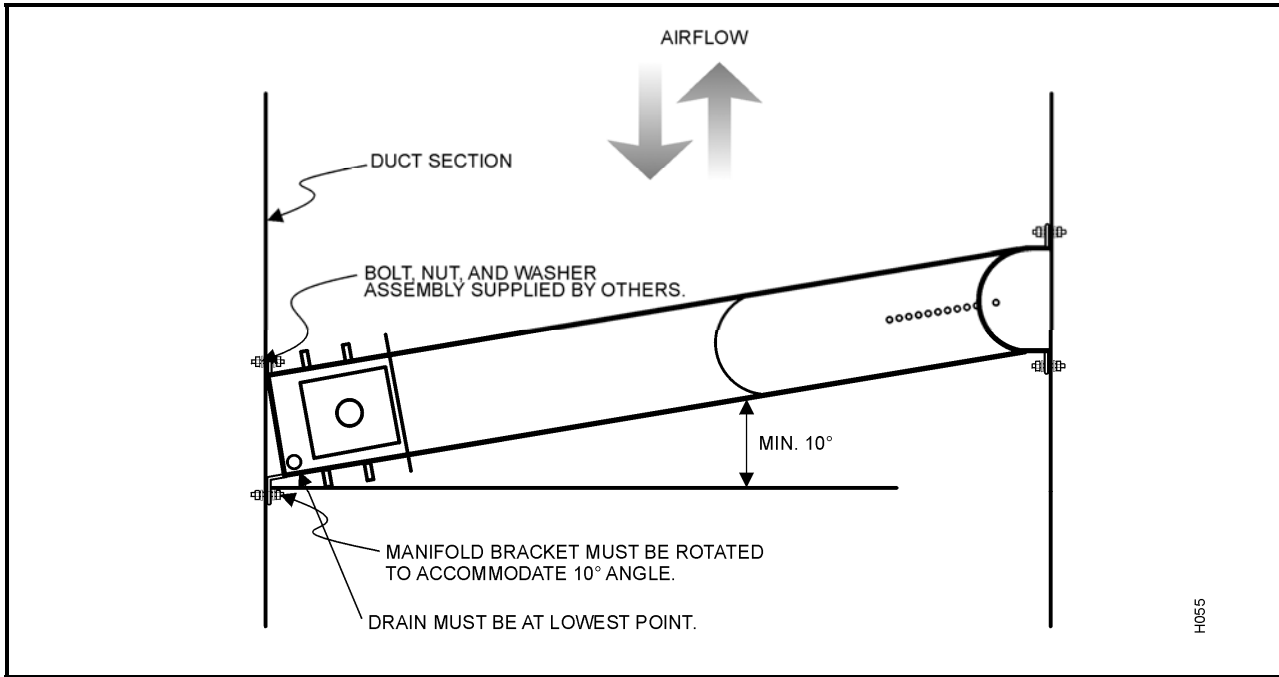 AIRFLOW
DUCT SECTION
BOLT, NUT, AND WASHER
ASSEMBLY SUPPLIED BY OTHERS.
MIN. 10°
MANIFOLD BRACKET MUST BE ROTATED
TO ACCOMMODATE 10° ANGLE.
DRAIN MUST BE AT LOWEST POINT.
H055